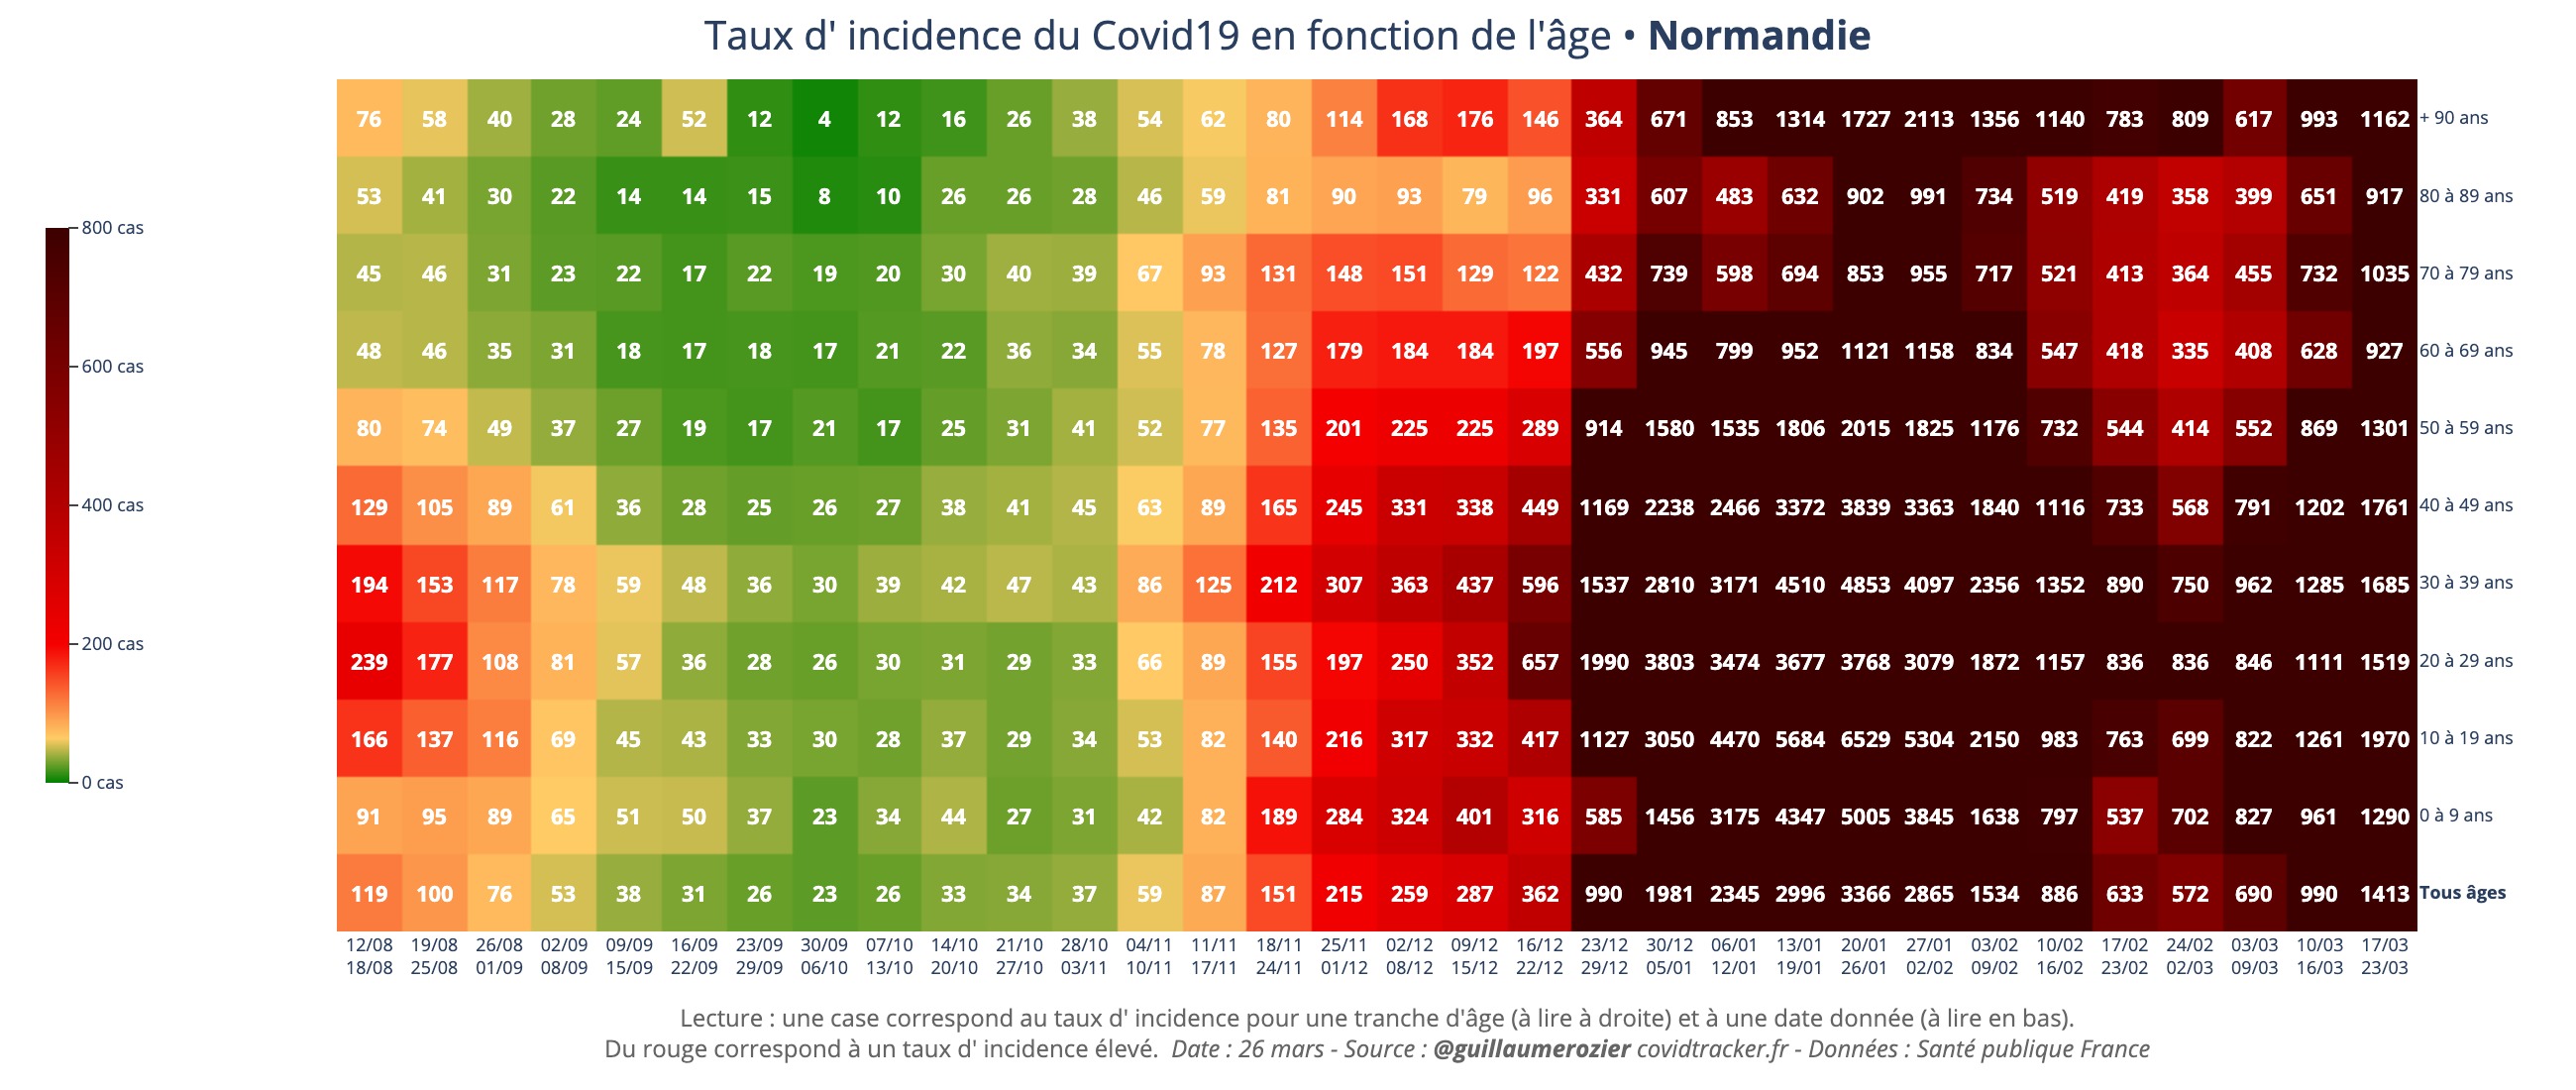 Taux d' incidence du Covid19 en fonction de l'âge • Normandie
76 58 40 28 24 52 12 4 12 16 26 38 54 62 80 114 168 176 146 364 671 853 1314 1727 2113 1356 1140 783 809 617 993 1162 + 90 ans
53 41 30 22 14 14 15 8 10 26 26 28 46 59 81 90 93 79 96 331 607 483 632 902 991 734 519 419 358 399 651 917 80 à 89 ans
800 cas
45 46 31 23 22 17 22 19 20 30 40 39 67 93 131 148 151 129 122 432 739 598 694 853 955 717 521 413 364 455 732 1035 70 à 79 ans
48 46 35 31 18 17 18 17 21 22 36 34 55 78 127 179 184 184 197 556 945 799 952 1121 1158 834 547 418 335 408 628 927 60 à 69 ans
600 cas
80 74 49 37 27 19 17 21 17 25 31 41 52 77 135 201 225 225 289 914 1580 1535 1806 2015 1825 1176 732 544 414 552 869 1301 50 à 59 ans
400 cas
129 105 89 61 36 28 25 26 27 38 41 45 63 89 165 245 331 338 449 1169 2238 2466 3372 3839 3363 1840 1116 733 568 791 1202 1761 40 à 49 ans
194 153 117 78 59 48 36 30 39 42 47 43 86 125 212 307 363 437 596 1537 2810 3171 4510 4853 4097 2356 1352 890 750 962 1285 1685 30 à 39 ans
200 cas
239 177 108 81 57 36 28 26 30 31 29 33 66 89 155 197 250 352 657 1990 3803 3474 3677 3768 3079 1872 1157 836 836 846 1111 1519 20 à 29 ans
166 137 116 69 45 43 33 30 28 37 29 34 53 82 140 216 317 332 417 1127 3050 4470 5684 6529 5304 2150 983 763 699 822 1261 1970 10 à 19 ans
0 cas
91 95 89 65 51 50 37 23 34 44 27 31 42 82 189 284 324 401 316 585 1456 3175 4347 5005 3845 1638 797 537 702 827 961 1290 0 à 9 ans
119 100 76 53 38 31 26 23 26 33 34 37 59 87 151 215 259 287 362 990 1981 2345 2996 3366 2865 1534 886 633 572 690 990 1413 Tous âges
12/08 19/08 26/08 02/09 09/09 16/09 23/09 30/09 07/10 14/10 21/10 28/10 04/11 11/11 18/11 25/11 02/12 09/12 16/12 23/12 30/12 06/01 13/01 20/01 27/01 03/02 10/02 17/02 24/02 03/03 10/03 17/03
18/08 25/08 01/09 08/09 15/09 22/09 29/09 06/10 13/10 20/10 27/10 03/11 10/11 17/11 24/11 01/12 08/12 15/12 22/12 29/12 05/01 12/01 19/01 26/01 02/02 09/02 16/02 23/02 02/03 09/03 16/03 23/03
Lecture : une case correspond au taux d' incidence pour une tranche d'âge (à lire à droite) et à une date donnée (à lire en bas).
Du rouge correspond à un taux d' incidence élevé. Date : 26 mars - Source : @guillaumerozier covidtracker.fr - Données : Santé publique France